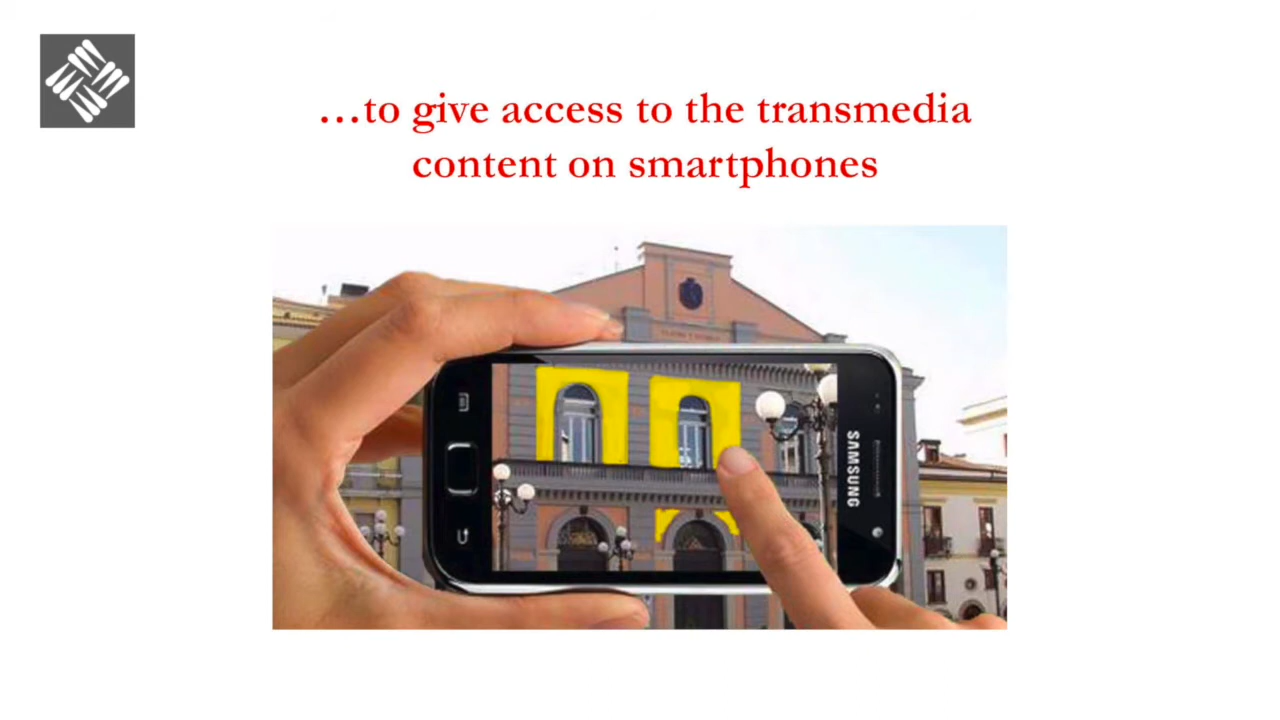 …to give access to the transmedia
content on smartphones
SAMSUNG